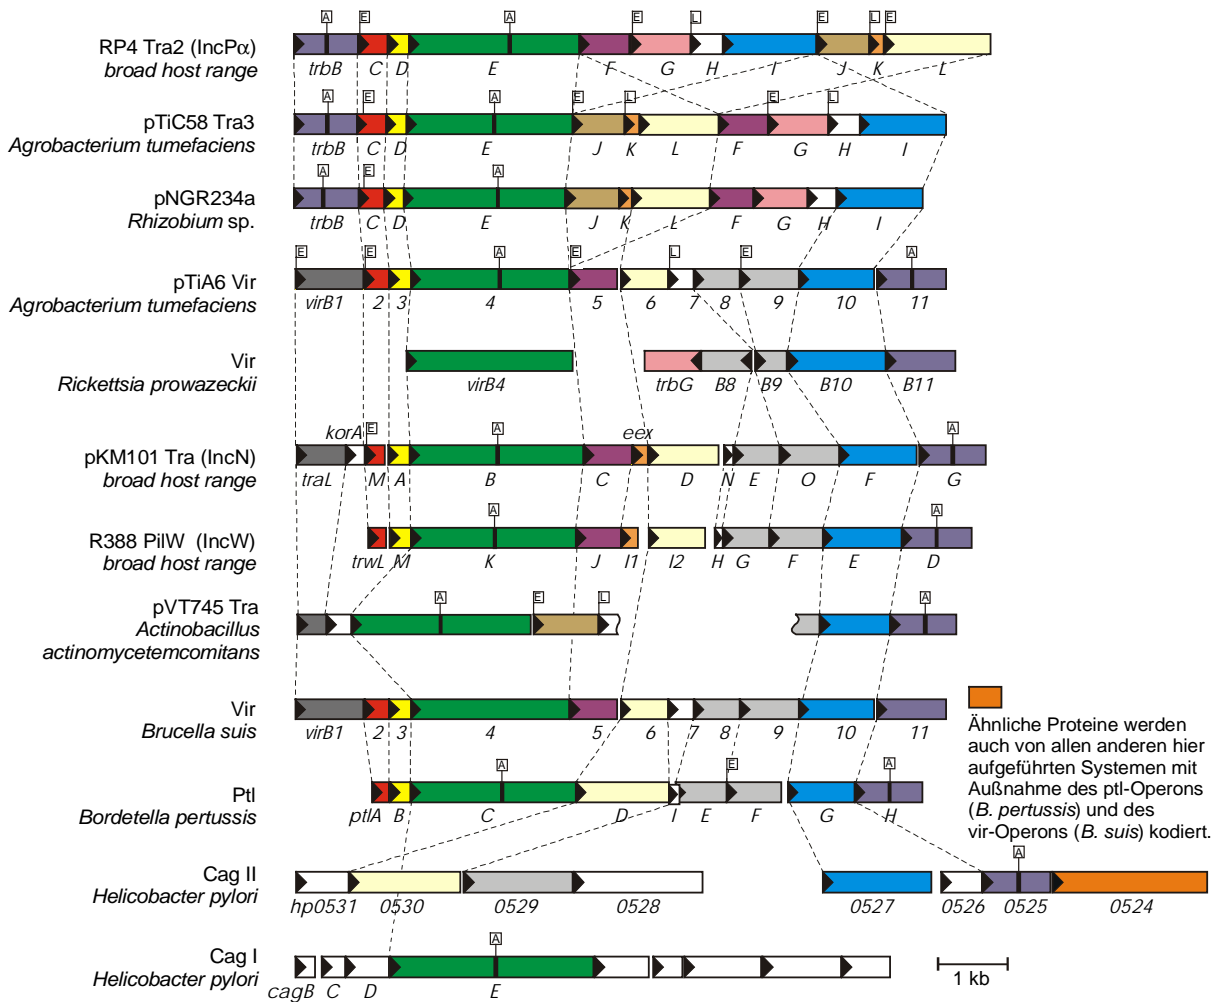 A E A E L E L E
RP4 Tra2 (IncPα)
broad host range
trbB C D E F G H I J K L
A E A E L E L
pTiC58 Tra3
Agrobacterium tumefaciens
trbB C D E J K L F G H I
A E A
pNGR234a
Rhizobium sp.
trbB C D E J K L F G H I
E E A E L E A
pTiA6 Vir
Agrobacterium tumefaciens
virB1 2 3 4 5 6 7 8 9 10 11
Vir
Rickettsia prowazeckii
virB4 trbG B8 B9 B10 B11
korA E A eex A
pKM101 Tra (IncN)
broad host range
traL M A B C D N E O F G
A A
R388 PilW (IncW)
broad host range
trwL M K J I1 I2 H G F E D
A E L A
pVT745 Tra
Actinobacillus
actinomycetemcomitans
Vir
Brucella suis
virB1 2 3 4 5 6 7 8 9 10 11
Ähnliche Proteine werden
auch von allen anderen hier
aufgeführten Systemen mit
Außnahme des ptl-Operons
(B. pertussis) und des
vir-Operons (B. suis) kodiert.
A E A
Ptl
Bordetella pertussis
ptlA B C D I E F G H
A
Cag II
Helicobacter pylori
hp0531 0530 0529 0528 0527 0526 0525 0524
A
Cag I
Helicobacter pylori
cagB C D E
1 kb